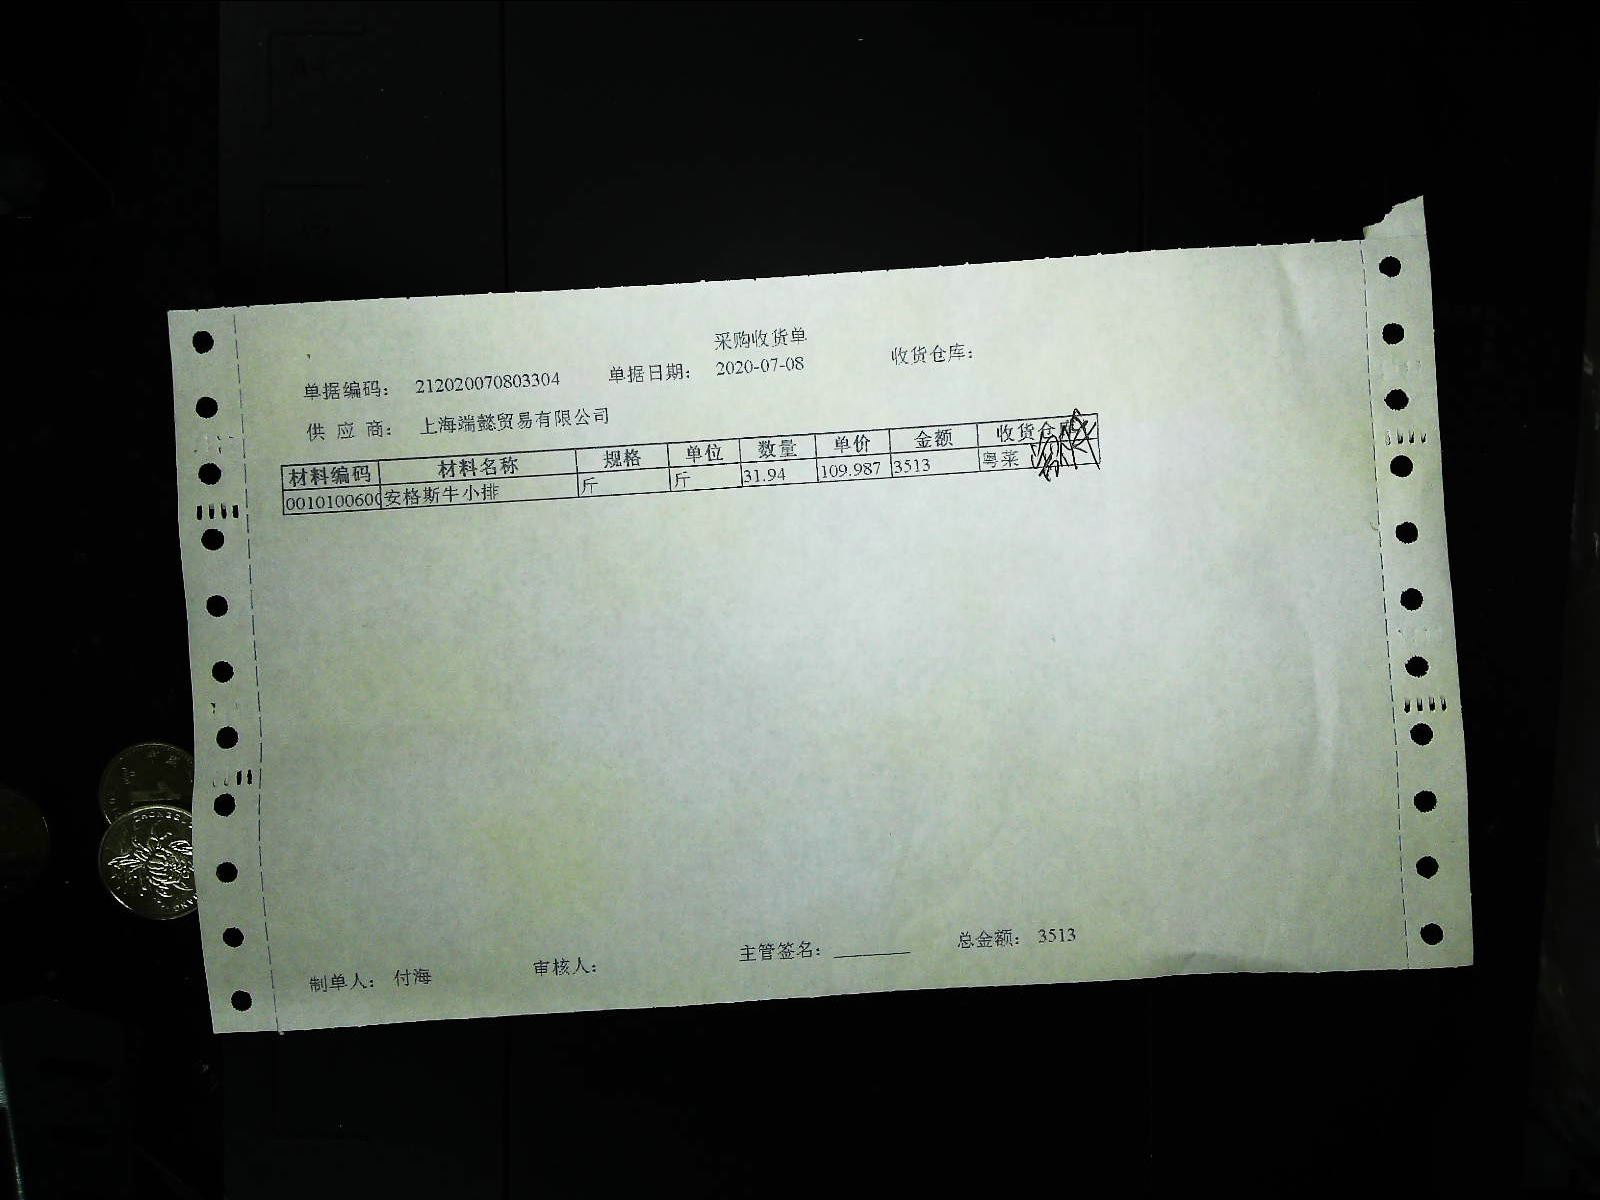 采购收货单
单据编码: 212020070803304 单据日期: 2020-07-08 收货仓库:
供应商: 上海端懿贸易有限公司
材料编码 材料名称 规格 单位 数量 单价 金额 收货仓
001010060 安格斯牛小排 斤 斤 31.94 109.987 3513 粤菜
制单人: 付海 审核人: 主管签名: 总金额: 3513